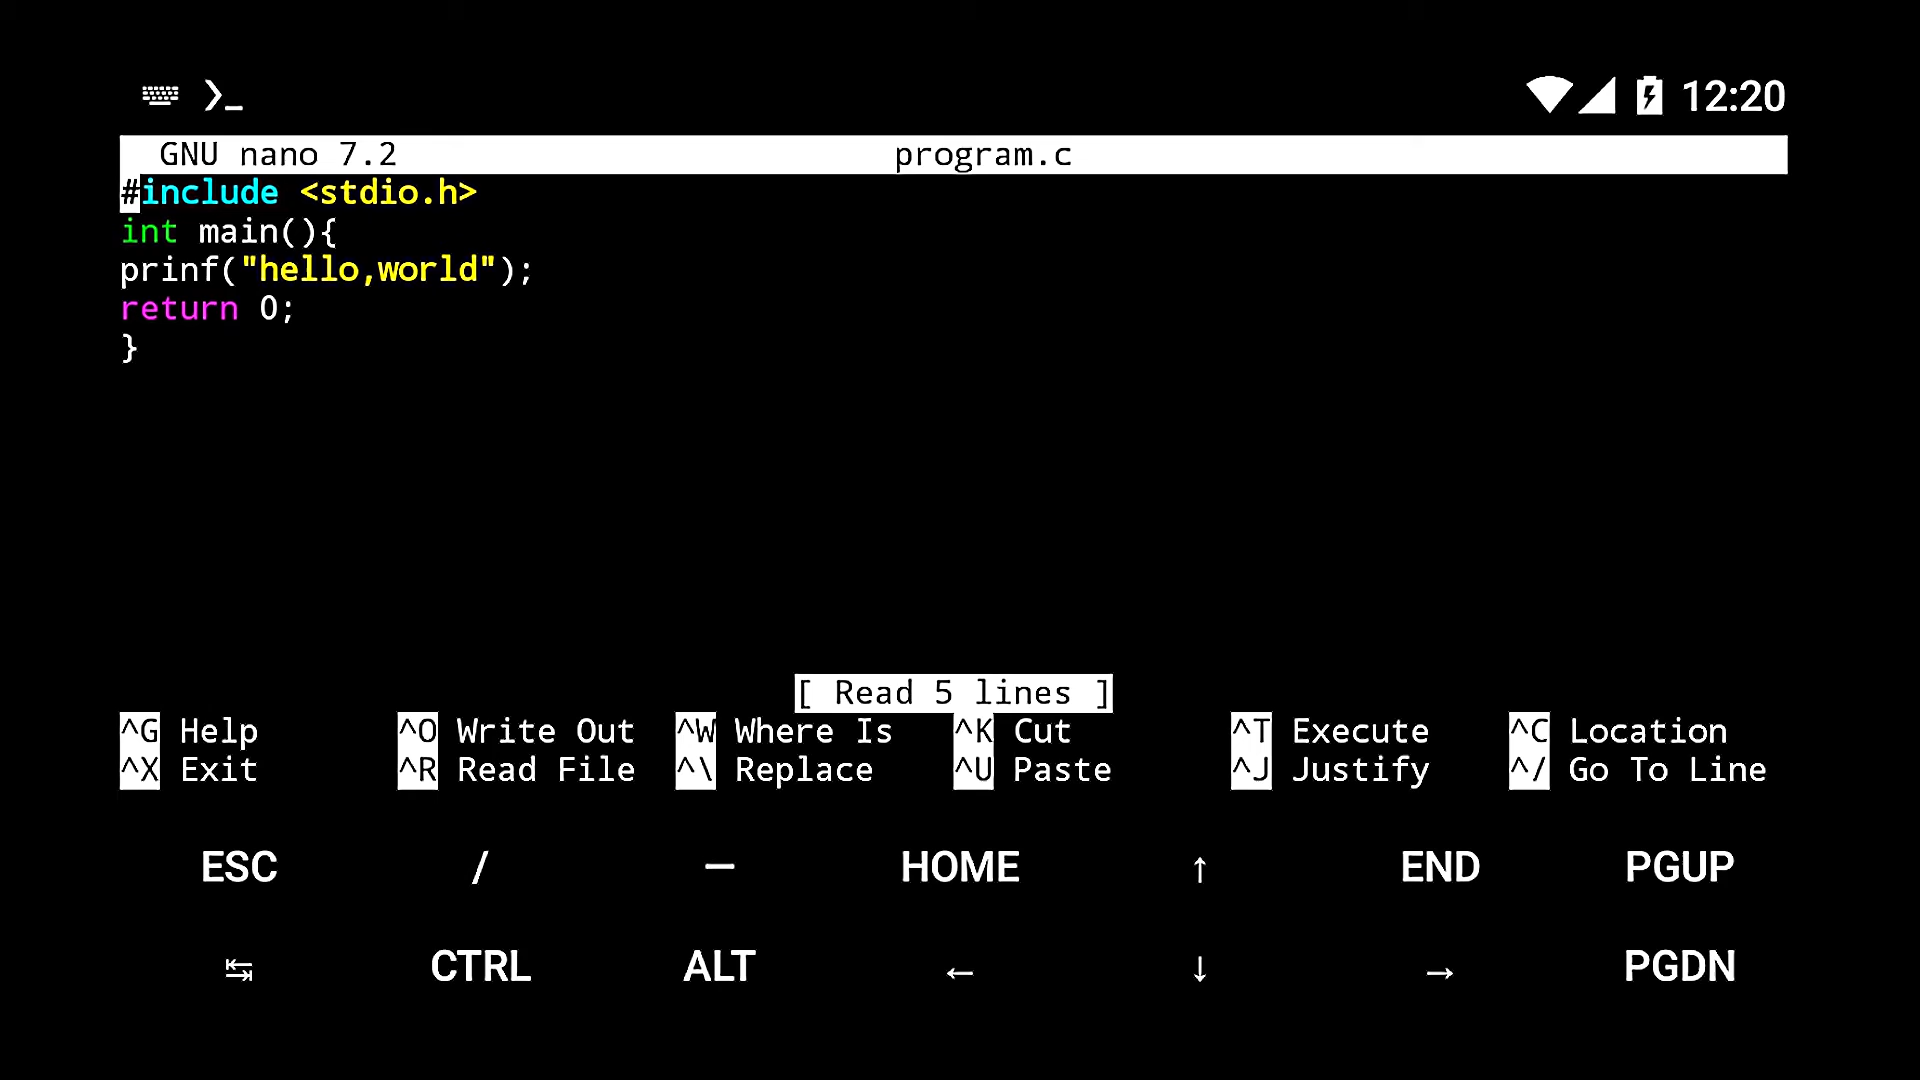 12:20
GNU nano 7.2 program.c
#include <stdio.h>
int main(){
prinf("hello,world");
return 0;
}
[ Read 5 lines ]
^G Help ^O Write Out ^W Where Is ^K Cut ^T Execute ^C Location
^X Exit ^R Read File ^\ Replace ^U Paste ^J Justify ^/ Go To Line
ESC / — HOME ↑ END PGUP
↹ CTRL ALT ← ↓ → PGDN